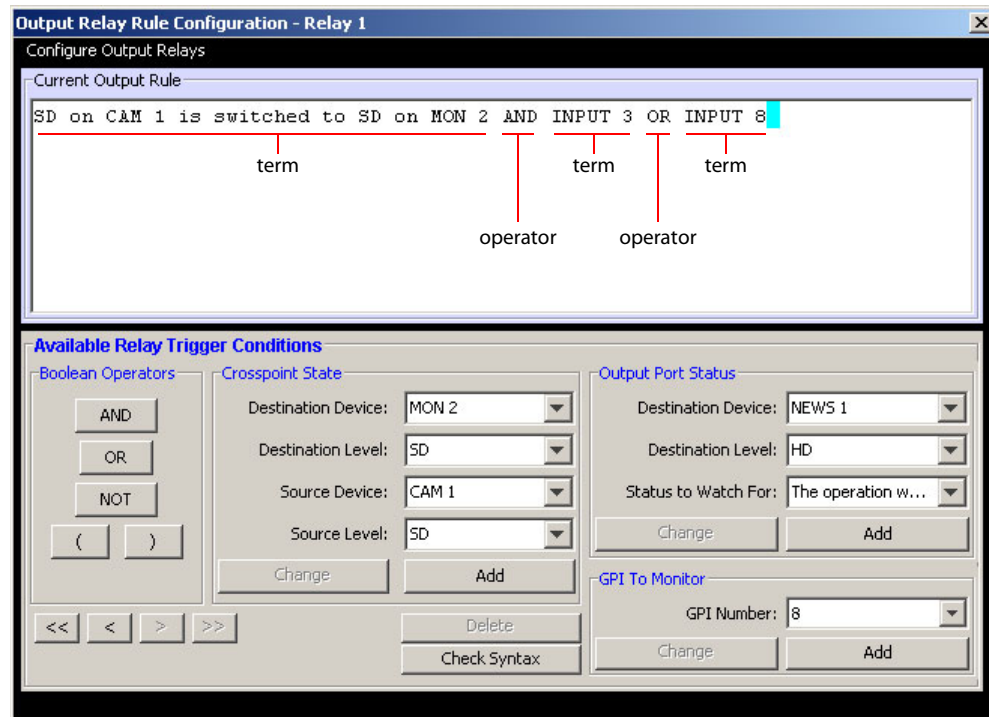 Output Relay Rule Configuration - Relay 1
Configure Output Relays
Current Output Rule
SD on CAM 1 is switched to SD on MON 2 AND INPUT 3 OR INPUT 8
term term term
operator operator
Available Relay Trigger Conditions
Boolean Operators
AND
OR
NOT
( )
Crosspoint State
Destination Device: MON 2
Destination Level: SD
Source Device: CAM 1
Source Level: SD
Change Add
Output Port Status
Destination Device: NEWS 1
Destination Level: HD
Status to Watch For: The operation w...
Change Add
GPI To Monitor
GPI Number: 8
Change Add
<< < > >>
Delete
Check Syntax